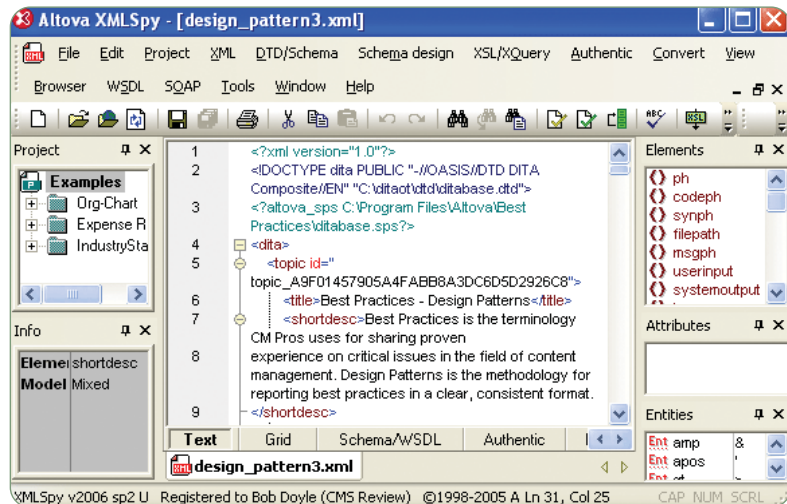 Altova XMLSpy - [design_pattern3.xml]
File Edit Project XML DTD/Schema Schema design XSL/XQuery Authentic Convert View
Browser WSDL SOAP Tools Window Help
Project
Examples
Org-Chart
Expense R
IndustrySta
Info
Elemei shortdesc
Model Mixed
1 <?xml version="1.0"?>
2 <!DOCTYPE dita PUBLIC "-//OASIS//DTD DITA
Composite//EN" "C:\ditaot\dtd\ditabase.dtd">
3 <?altova_sps C:\Program Files\Altova\Best
Practices\ditabase.sps?>
4 <dita>
5 <topic id="
topic_A9F01457905A4FABB8A3DC6D5D2926C8">
6 <title>Best Practices - Design Patterns</title>
7 <shortdesc>Best Practices is the terminology
CM Pros uses for sharing proven
8 experience on critical issues in the field of content
management. Design Patterns is the methodology for
reporting best practices in a clear, consistent format.
9 </shortdesc>
Text Grid Schema/WSDL Authentic
design_pattern3.xml
Elements
ph
codeph
synph
filepath
msgph
userinput
systemoutput
Attributes
Entities
Ent amp &
Ent apos '
XMLSpy v2006 sp2 U Registered to Bob Doyle (CMS Review) ©1998-2005 A Ln 31, Col 25 CAP NUM SCRL